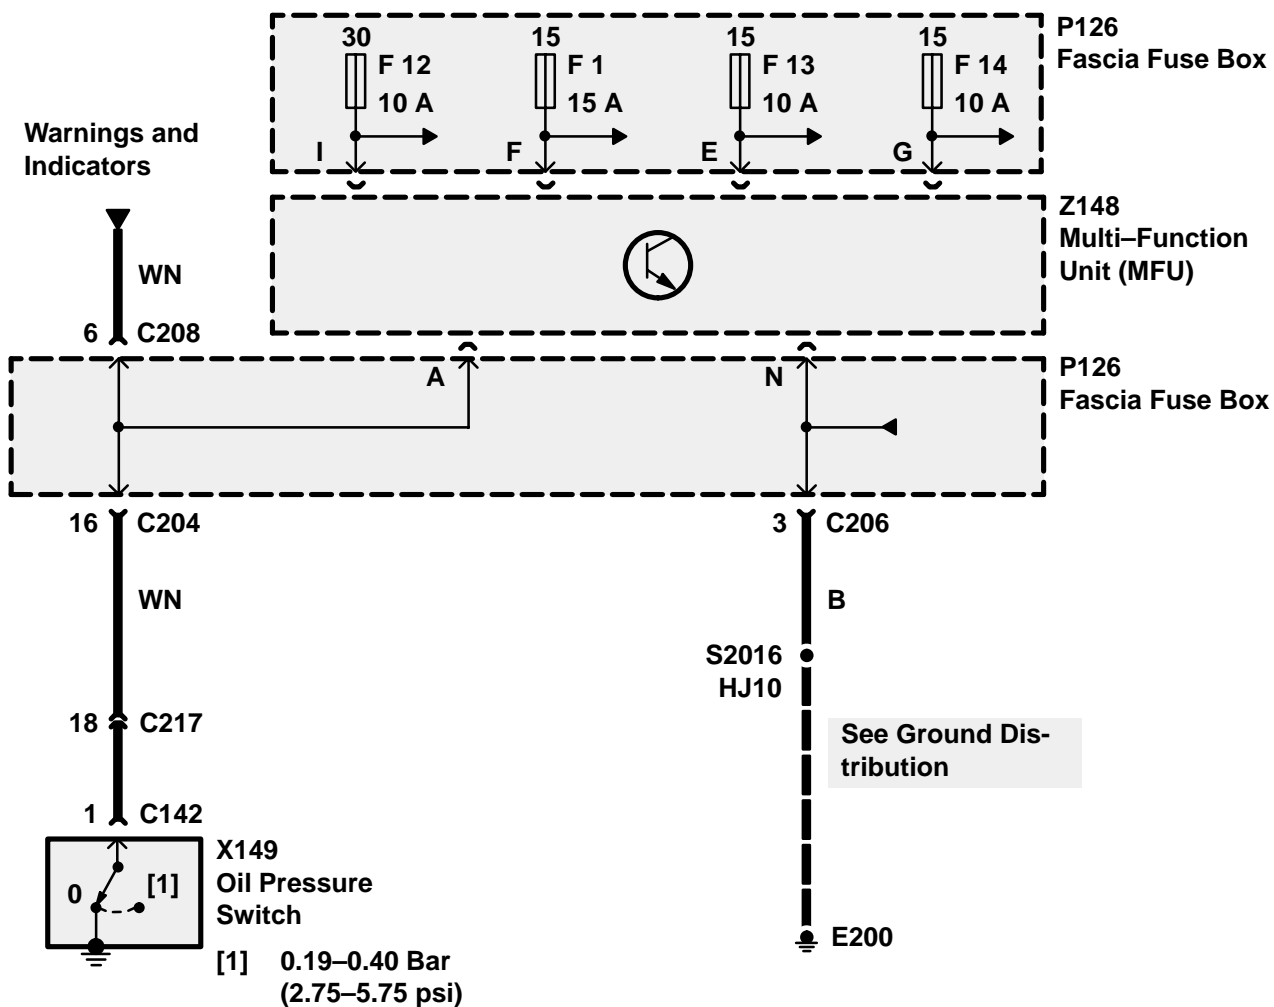 P126
Fascia Fuse Box
30
F 12
10 A
I
15
F 1
15 A
F
15
F 13
10 A
E
15
F 14
10 A
G
Warnings and
Indicators
Z148
Multi–Function
Unit (MFU)
WN
6 C208
A
N
P126
Fascia Fuse Box
16 C204
3 C206
WN
B
S2016
HJ10
18 C217
See Ground Dis-
tribution
1 C142
X149
Oil Pressure
Switch
0
[1]
E200
[1] 0.19–0.40 Bar
(2.75–5.75 psi)